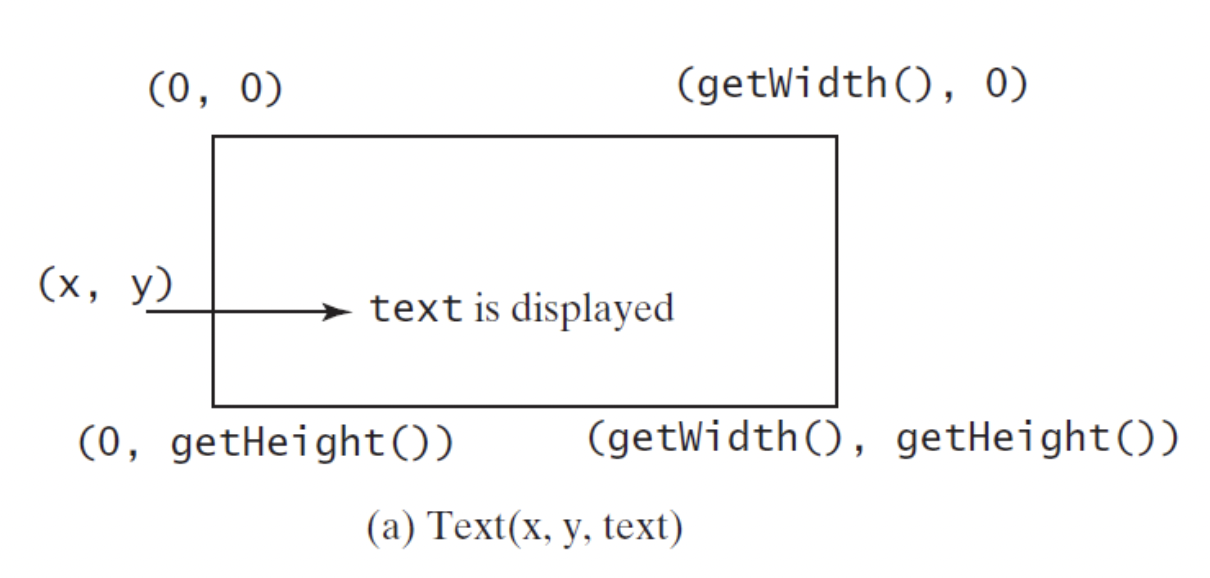 (0, 0) (getWidth(), 0)
(x, y)
text is displayed
(0, getHeight()) (getWidth(), getHeight())
(a) Text(x, y, text)